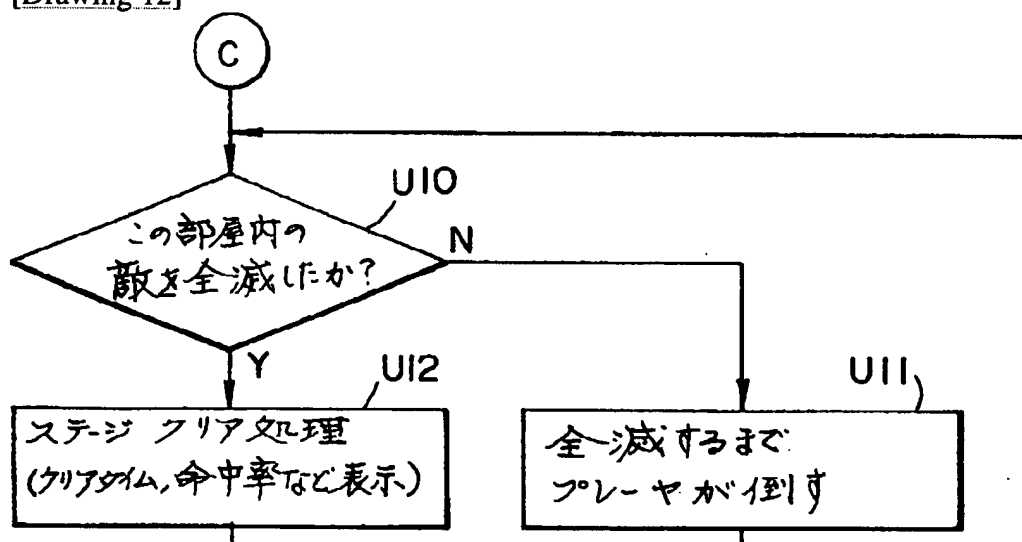 [Drawing 12]
C
U10
この部屋内の
敵を全滅したか?
N
Y
U12
U11
ステージ クリア処理
(クリアタイム,命中率など表示)
全滅するまで
プレーヤが倒す